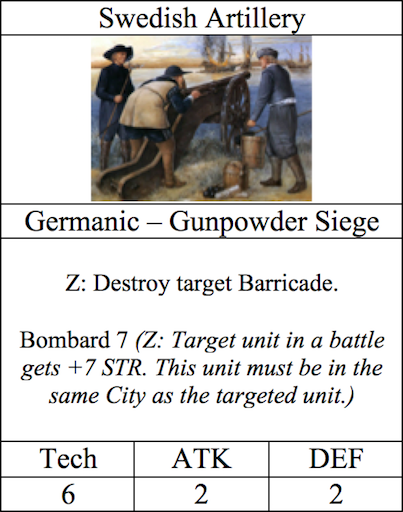 Swedish Artillery
Germanic – Gunpowder Siege
Z: Destroy target Barricade.
Bombard 7 (Z: Target unit in a battle
gets +7 STR. This unit must be in the
same City as the targeted unit.)
Tech ATK DEF
6 2 2